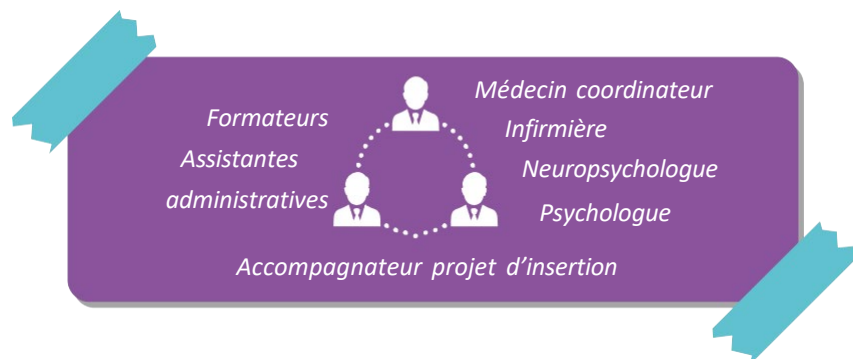 Formateurs
Assistantes
administratives
Médecin coordinateur
Infirmière
Neuropsychologue
Psychologue
Accompagnateur projet d’insertion